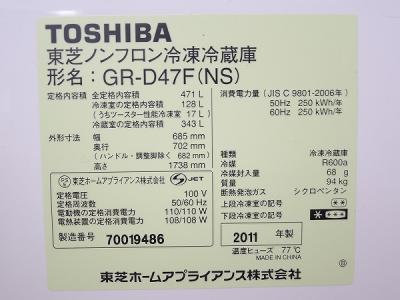 TOSHIBA
東芝ノンフロン冷凍冷蔵庫
形名：GR-D47F(NS)
定格内容積 全定格内容積 471 L
冷凍室の定格内容積 128 L
(うちツースター性能冷凍室 17 L)
冷蔵室の定格内容積 343 L
外形寸法 幅 685 mm
奥行 702 mm
(ハンドル・調整脚除く 682 mm)
高さ 1738 mm
PS E 東芝ホームアプライアンス株式会社 S JET
定格電圧 100 V
定格周波数 50/60 Hz
電動機の定格消費電力 110/110 W
電熱装置の定格消費電力 108/108 W
製造番号 70019486
消費電力量 (JIS C 9801-2006年)
50Hz 250 kWh/年
60Hz 250 kWh/年
種類 冷凍冷蔵庫
冷媒 R600a
冷媒封入量 68 g
質量 94 kg
断熱発泡ガス シクロペンタン
上段冷凍室の記号 **
下段冷凍室の記号 ****
2011 年製
温度ヒューズ 77℃
MADE IN CHINA
東芝ホームアプライアンス株式会社